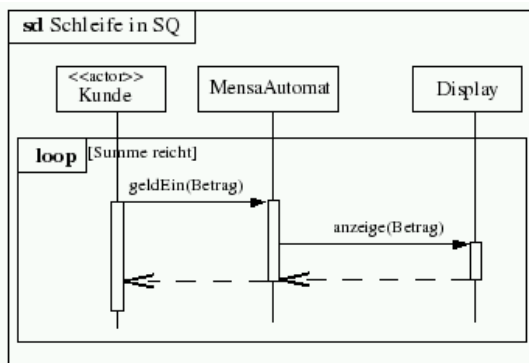 sd Schleife in SQ
<<actor>>
Kunde
MensaAutomat
Display
loop [Summe reicht]
geldEin(Betrag)
anzeige(Betrag)